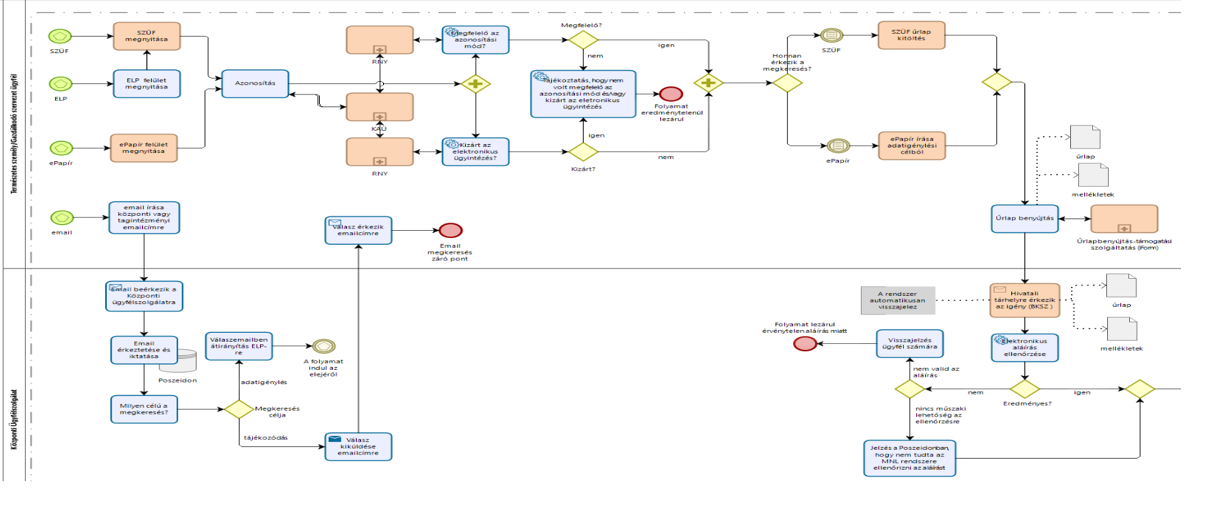 Természetes személy/Gazdálkodó szervezet ügyfél
SZÜF
SZÜF
megnyitása
ELP
ELP felület
megnyitása
ePapír
ePapír felület
megnyitása
Azonosítás
RNY
KAÜ
RNY
Megfelelő az
azonosítási
mód?
Kizárt az
elektronikus
ügyintézés?
Megfelelő?
igen
nem
Tájékoztatás, hogy nem
volt megfelelő az
azonosítási mód és/vagy
kizárt az eletronikus
ügyintézés
Folyamat
eredménytelenül
lezárul
igen
nem
Kizárt?
Honnan
érkezik a
megkeresés?
SZÜF
SZÜF űrlap
kitöltés
ePapír
ePapír írása
adatigénylési
célból
űrlap
mellékletek
Űrlap benyújtás
Űrlapbenyújtás-támogatási
szolgáltatás (iForm)
email
email írása
központi vagy
tagintézményi
emailcímre
Válasz érkezik
emailcímre
Email
megkeresés
záró pont
Központi Ügyfélszolgálat
Email beérkezik a
Központi
ügyfélszolgálatra
Email
érkeztetése és
iktatása
Poszeidon
Milyen célú a
megkeresés?
Válaszemailben
átirányítás ELP-
re
A folyamat
indul az
elejéről
adatigénylés
Megkeresés
célja
tájékozódás
Válasz
kiküldése
emailcímre
A rendszer
automatikusan
visszajelez
Hivatali
tárhelyre érkezik
az igény (BKSZ )
űrlap
mellékletek
Folyamat lezárul
érvénytelen aláírás miatt
Visszajelzés
ügyfél számára
Elektronikus
aláírás
ellenőrzése
nem valid az
aláírás
nem
igen
Eredményes?
nincs műszaki
lehetőség az
ellenőrzésre
Jelzés a Poszeidonban,
hogy nem tudta az
MNL rendszere
ellenőrizni az aláírást